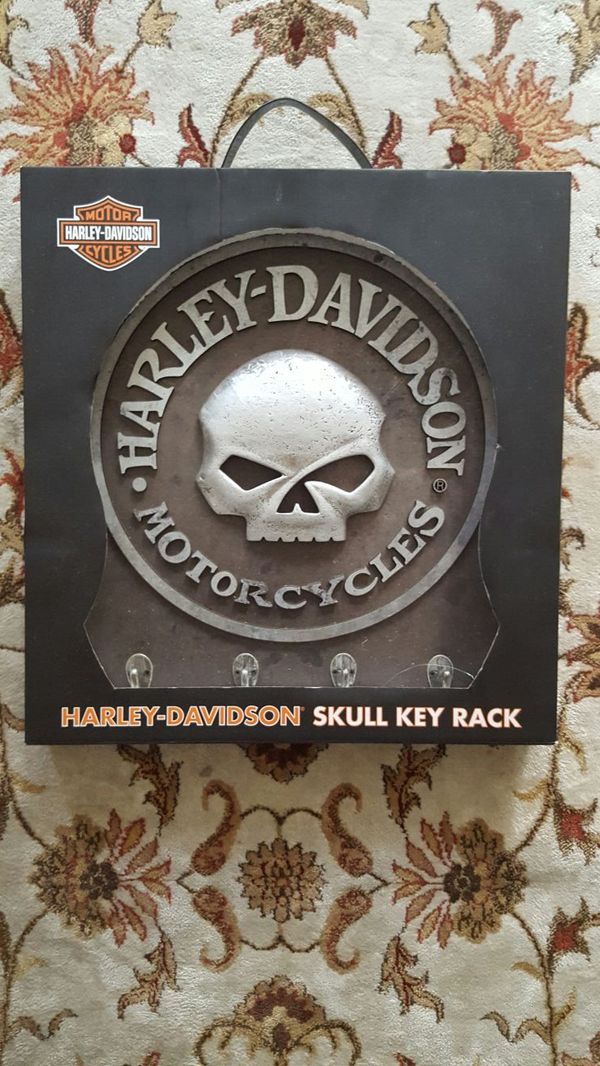 MOTOR
HARLEY-DAVIDSON
CYCLES
HARLEY-DAVIDSON
• MOTORCYCLES ®
HARLEY-DAVIDSON® SKULL KEY RACK